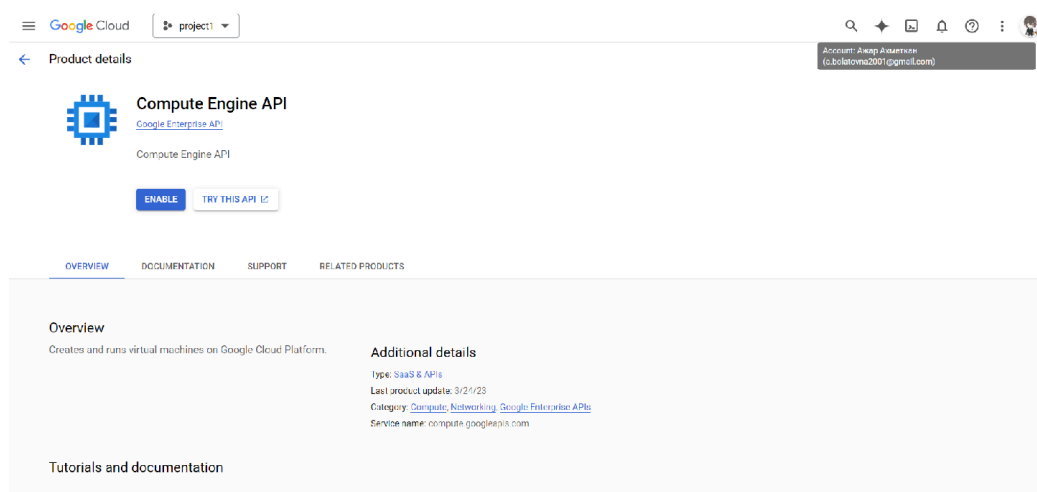 Google Cloud
project1
Account: Ажар Ахметкан
(a.bolatovna2001@gmail.com)
Product details
Compute Engine API
Google Enterprise API
Compute Engine API
ENABLE
TRY THIS API
OVERVIEW
DOCUMENTATION
SUPPORT
RELATED PRODUCTS
Overview
Creates and runs virtual machines on Google Cloud Platform.
Additional details
Type: SaaS & APIs
Last product update: 3/24/23
Category: Compute, Networking, Google Enterprise APIs
Service name: compute.googleapis.com
Tutorials and documentation